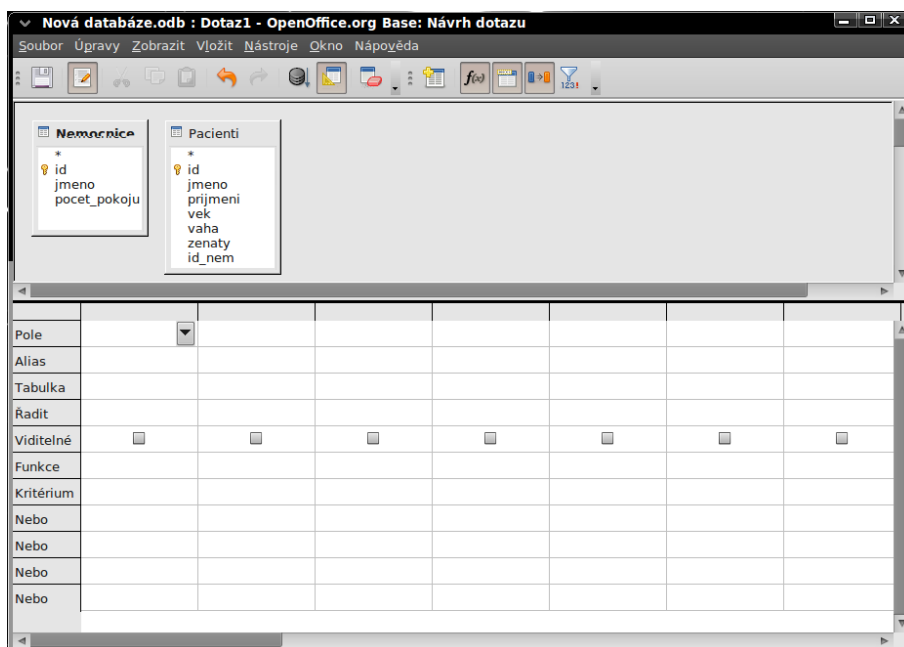 Nová databáze.odb : Dotaz1 - OpenOffice.org Base: Návrh dotazu
Soubor Úpravy Zobrazit Vložit Nástroje Okno Nápověda
f(x) 123!
Nemocnice
*
id
jmeno
pocet_pokoju
Pacienti
*
id
jmeno
prijmeni
vek
vaha
zenaty
id_nem
Pole
Alias
Tabulka
Řadit
Viditelné
Funkce
Kritérium
Nebo
Nebo
Nebo
Nebo